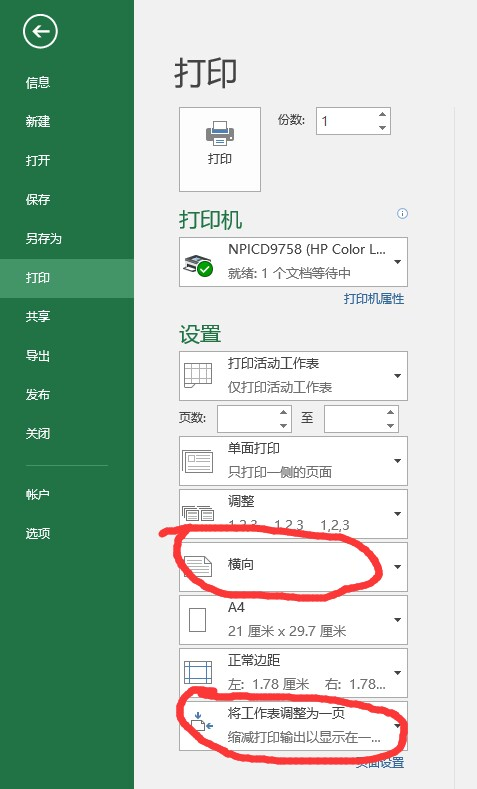 打印
信息
新建
打开
保存
另存为
打印
共享
导出
发布
关闭
帐户
选项
打印
份数: 1
打印机
NPICD9758 (HP Color L...
就绪: 1 个文档等待中
打印机属性
设置
打印活动工作表
仅打印活动工作表
页数: 至
单面打印
只打印一侧的页面
调整
1,2,3 1,2,3 1,2,3
横向
A4
21 厘米 x 29.7 厘米
正常边距
左: 1.78 厘米 右: 1.78...
将工作表调整为一页
缩减打印输出以显示在一...
页面设置